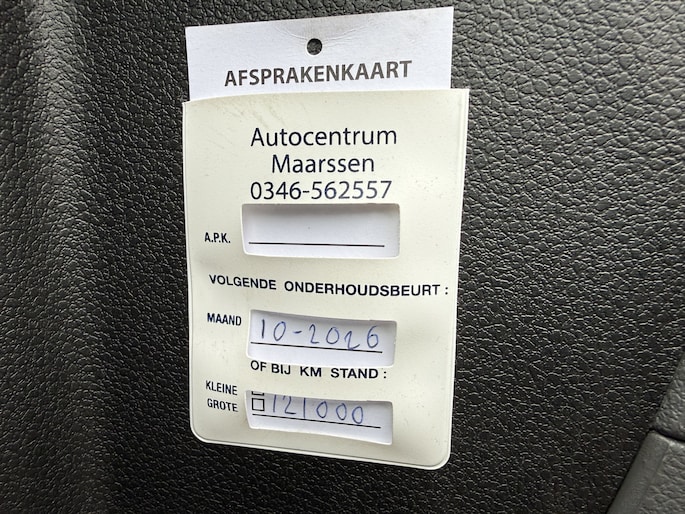 AFSPRAKENKAART
Autocentrum
Maarssen
0346-562557
A.P.K.
VOLGENDE ONDERHOUDSBEURT :
MAAND 10-2026
OF BIJ KM STAND :
KLEINE
GROTE 121000